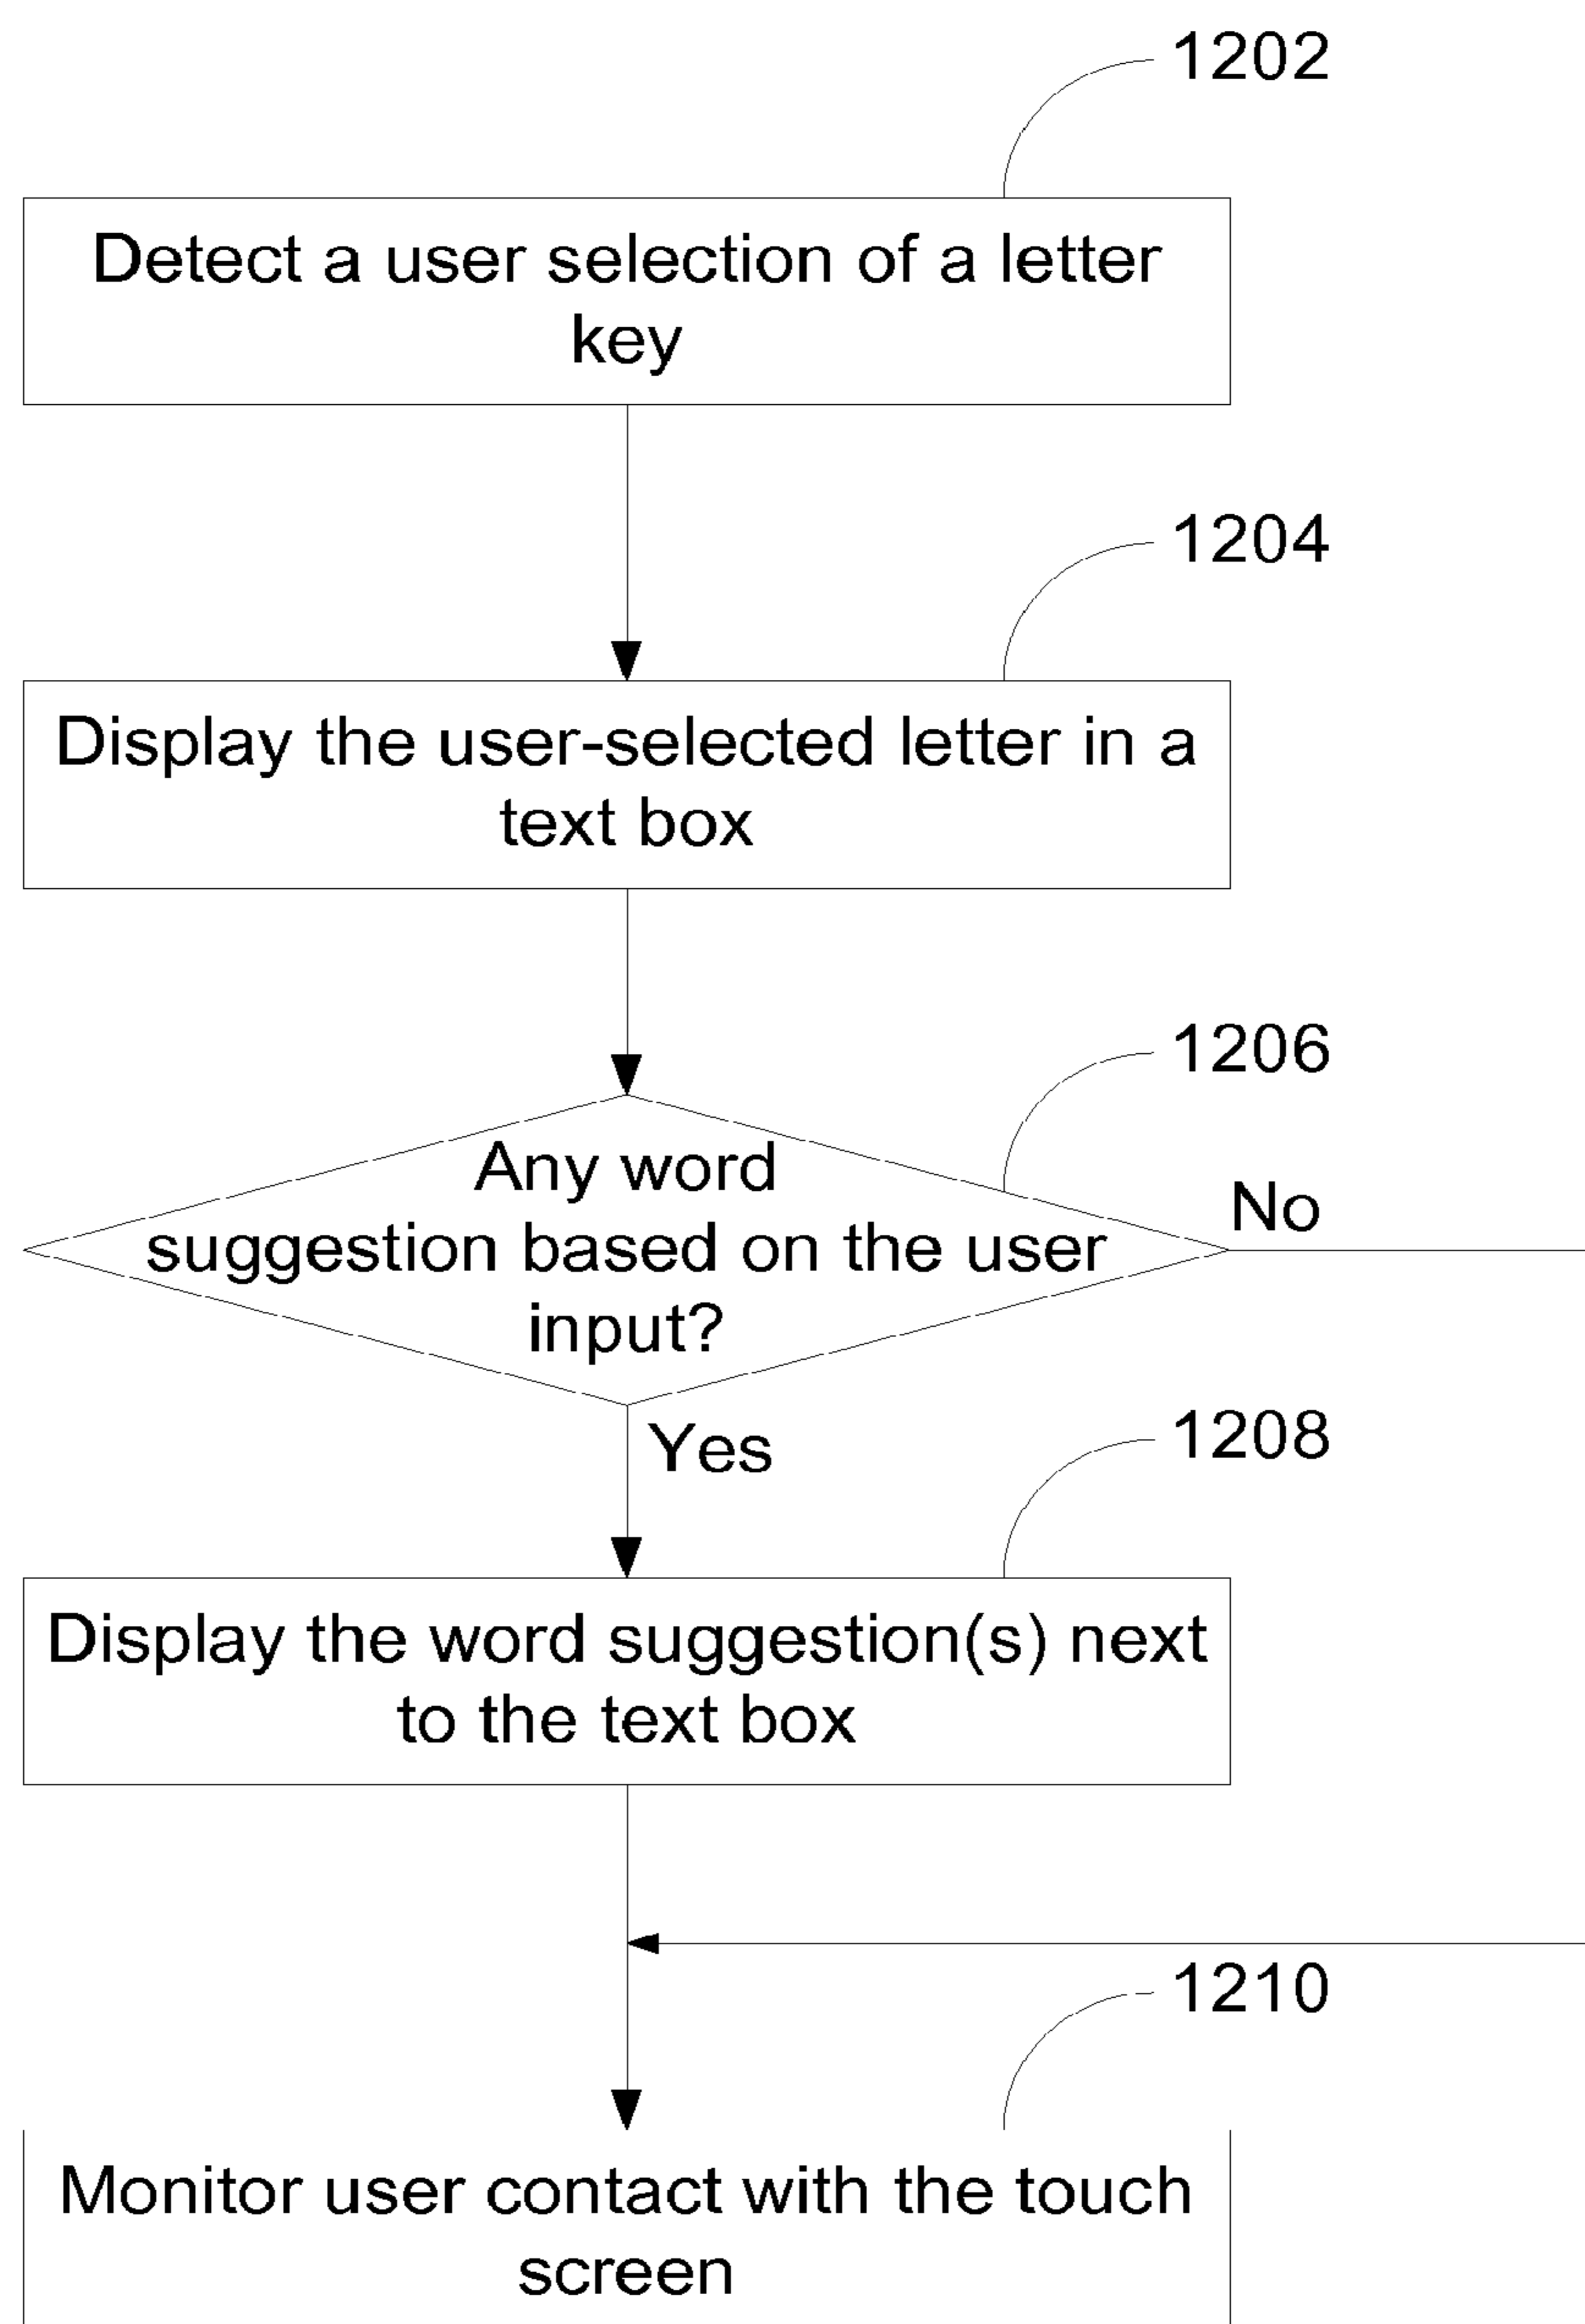 1202
Detect a user selection of a letter
key
1204
Display the user-selected letter in a
text box
1206
Any word
suggestion based on the user
input?
No
Yes
1208
Display the word suggestion(s) next
to the text box
1210
Monitor user contact with the touch
screen